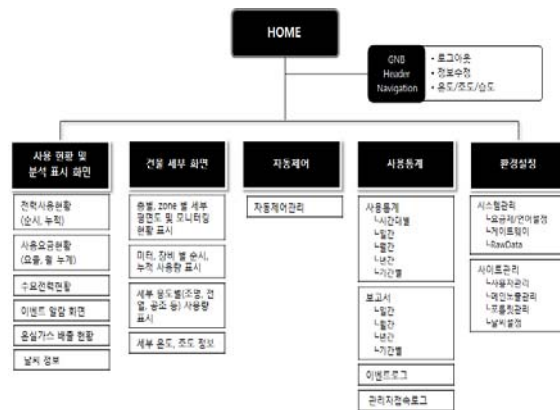 HOME
GNB
Header
Navigation
• 로그아웃
• 정보수정
• 온도/조도/습도
사용 현황 및
분석 표시 화면
전력사용현황
(순시, 누적)
사용요금현황
(요율, 월 누계)
수요전력현황
이벤트 알람 화면
온실가스 배출 현황
날씨 정보
건물 세부 화면
층별, zone 별 세부
평면도 및 모니터링
현황 표시
미터, 장비 별 순시,
누적 사용량 표시
세부 용도별(조명, 전
열, 공조 등) 사용량
표시
세부 온도, 조도 정보
자동제어
자동제어관리
사용통계
사용통계
└시간대별
└일간
└월간
└년간
└기간별
보고서
└일간
└월간
└년간
└기간별
이벤트로그
관리자접속로그
환경설정
시스템관리
└요금제/언어설정
└게이트웨이
└RawData
사이트관리
└사용자관리
└메인노출관리
└포틀릿관리
└날씨설정